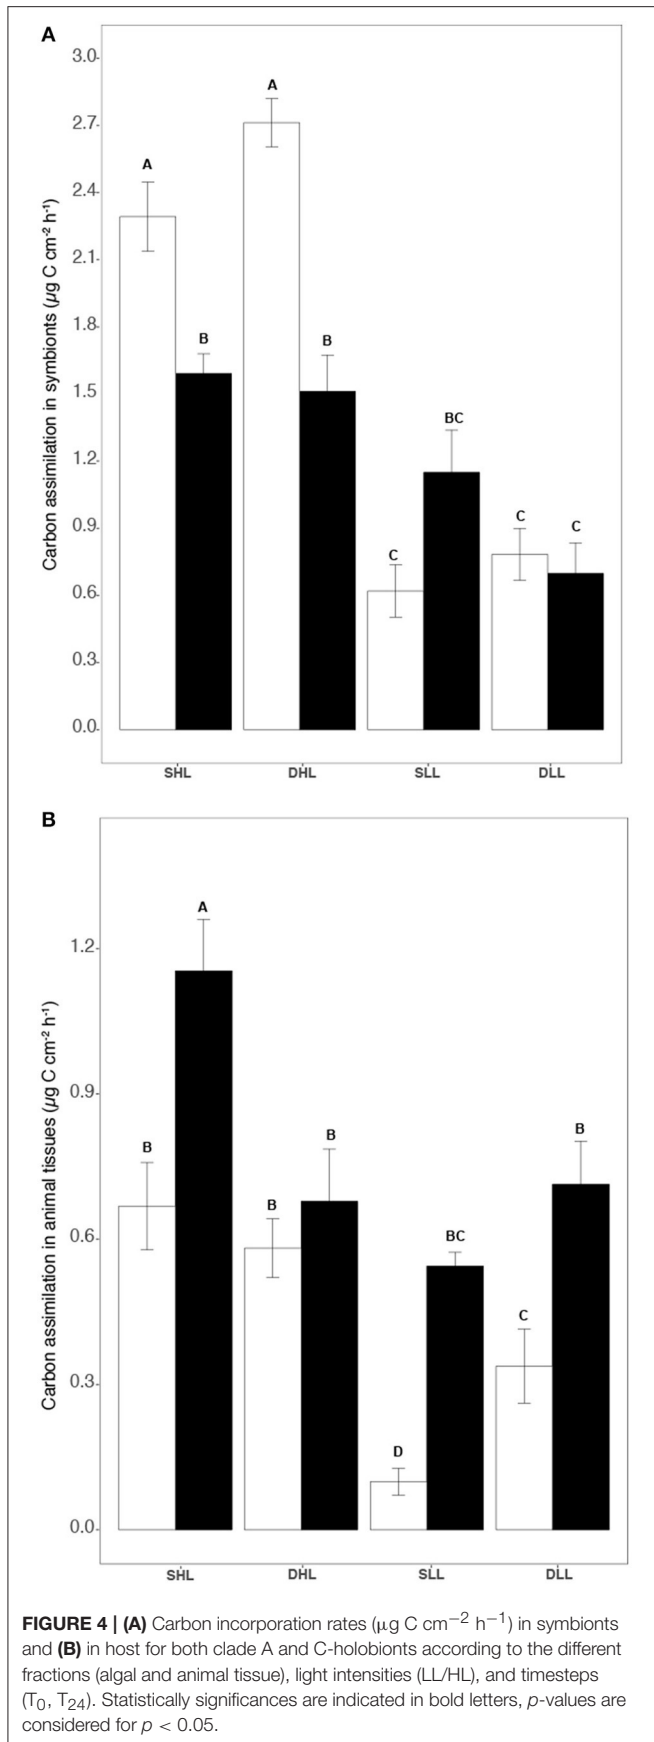 A
3.0
2.7
2.4
2.1
1.8
1.5
1.2
0.9
0.6
0.3
0.0
Carbon assimilation in symbionts (µg C cm⁻² h⁻¹)
A
B
A
B
C
BC
C
C
SHL
DHL
SLL
DLL
B
1.2
0.9
0.6
0.3
0.0
Carbon assimilation in animal tissues (µg C cm⁻² h⁻¹)
B
A
B
B
D
BC
C
B
SHL
DHL
SLL
DLL
FIGURE 4 | (A) Carbon incorporation rates (μg C cm⁻² h⁻¹) in symbionts
and (B) in host for both clade A and C-holobionts according to the different
fractions (algal and animal tissue), light intensities (LL/HL), and timesteps
(T₀, T₂₄). Statistically significances are indicated in bold letters, p-values are
considered for p < 0.05.